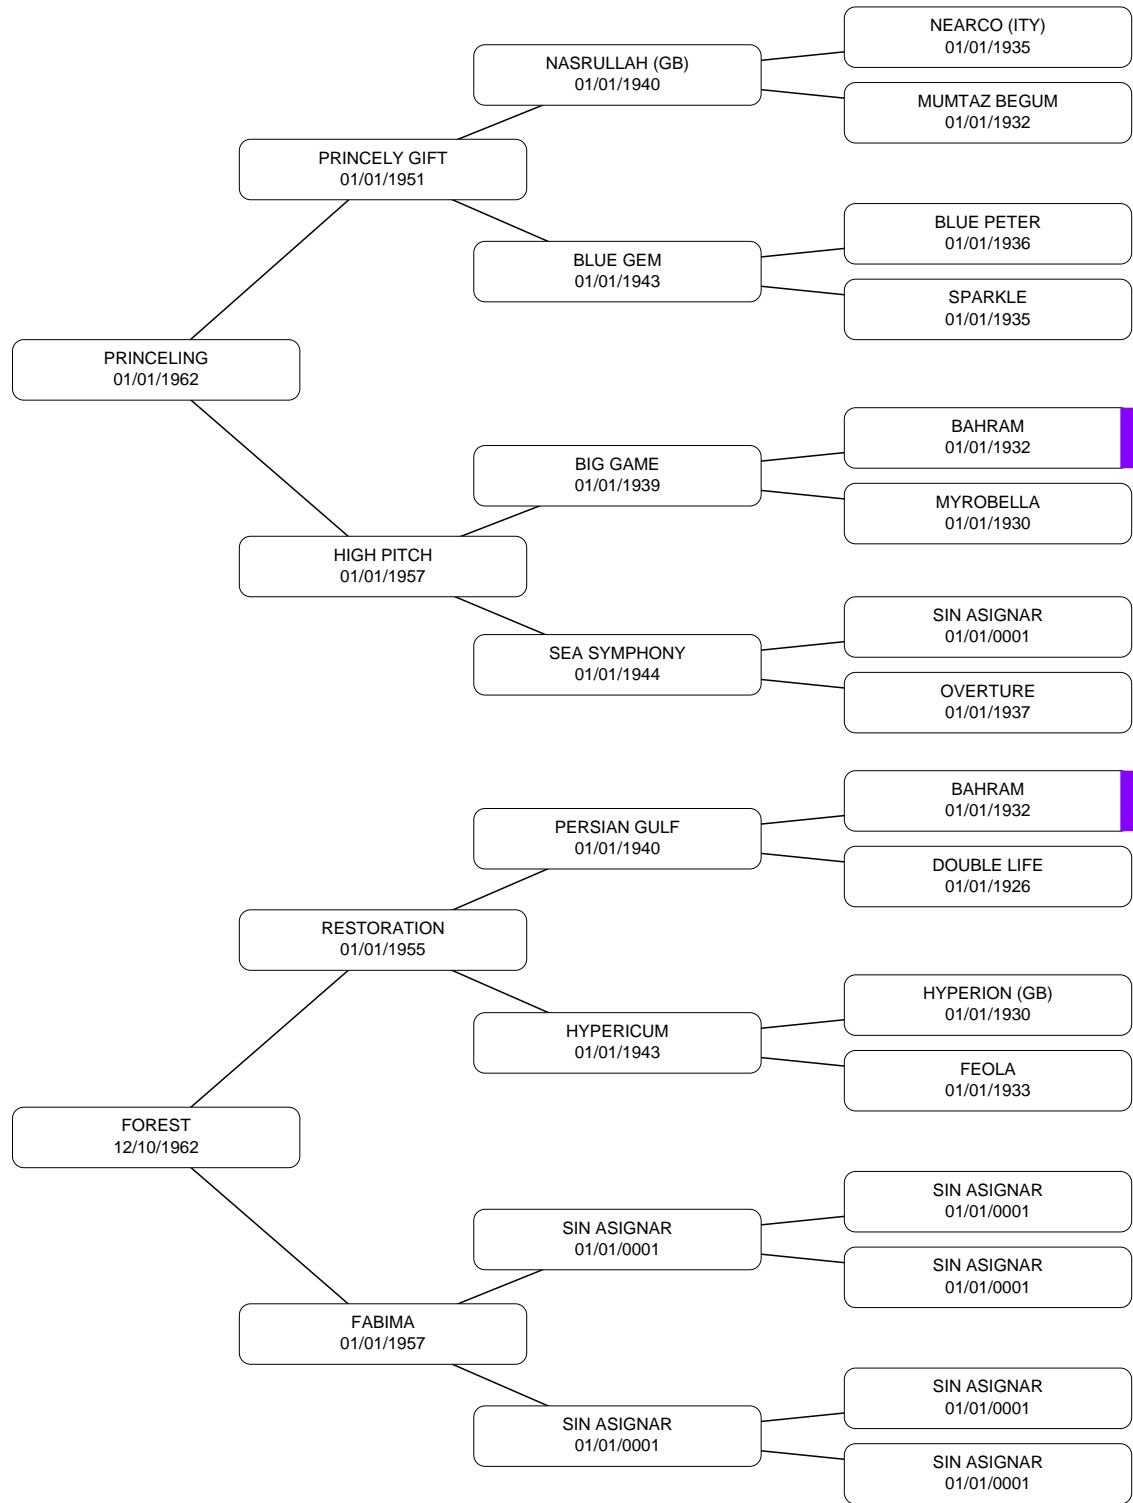 NEARCO (ITY)
01/01/1935
NASRULLAH (GB)
01/01/1940
MUMTAZ BEGUM
01/01/1932
PRINCELY GIFT
01/01/1951
BLUE PETER
01/01/1936
BLUE GEM
01/01/1943
SPARKLE
01/01/1935
PRINCELING
01/01/1962
BAHRAM
01/01/1932
BIG GAME
01/01/1939
MYROBELLA
01/01/1930
HIGH PITCH
01/01/1957
SIN ASIGNAR
01/01/0001
SEA SYMPHONY
01/01/1944
OVERTURE
01/01/1937
BAHRAM
01/01/1932
PERSIAN GULF
01/01/1940
DOUBLE LIFE
01/01/1926
RESTORATION
01/01/1955
HYPERION (GB)
01/01/1930
HYPERICUM
01/01/1943
FEOLA
01/01/1933
FOREST
12/10/1962
SIN ASIGNAR
01/01/0001
SIN ASIGNAR
01/01/0001
SIN ASIGNAR
01/01/0001
FABIMA
01/01/1957
SIN ASIGNAR
01/01/0001
SIN ASIGNAR
01/01/0001
SIN ASIGNAR
01/01/0001